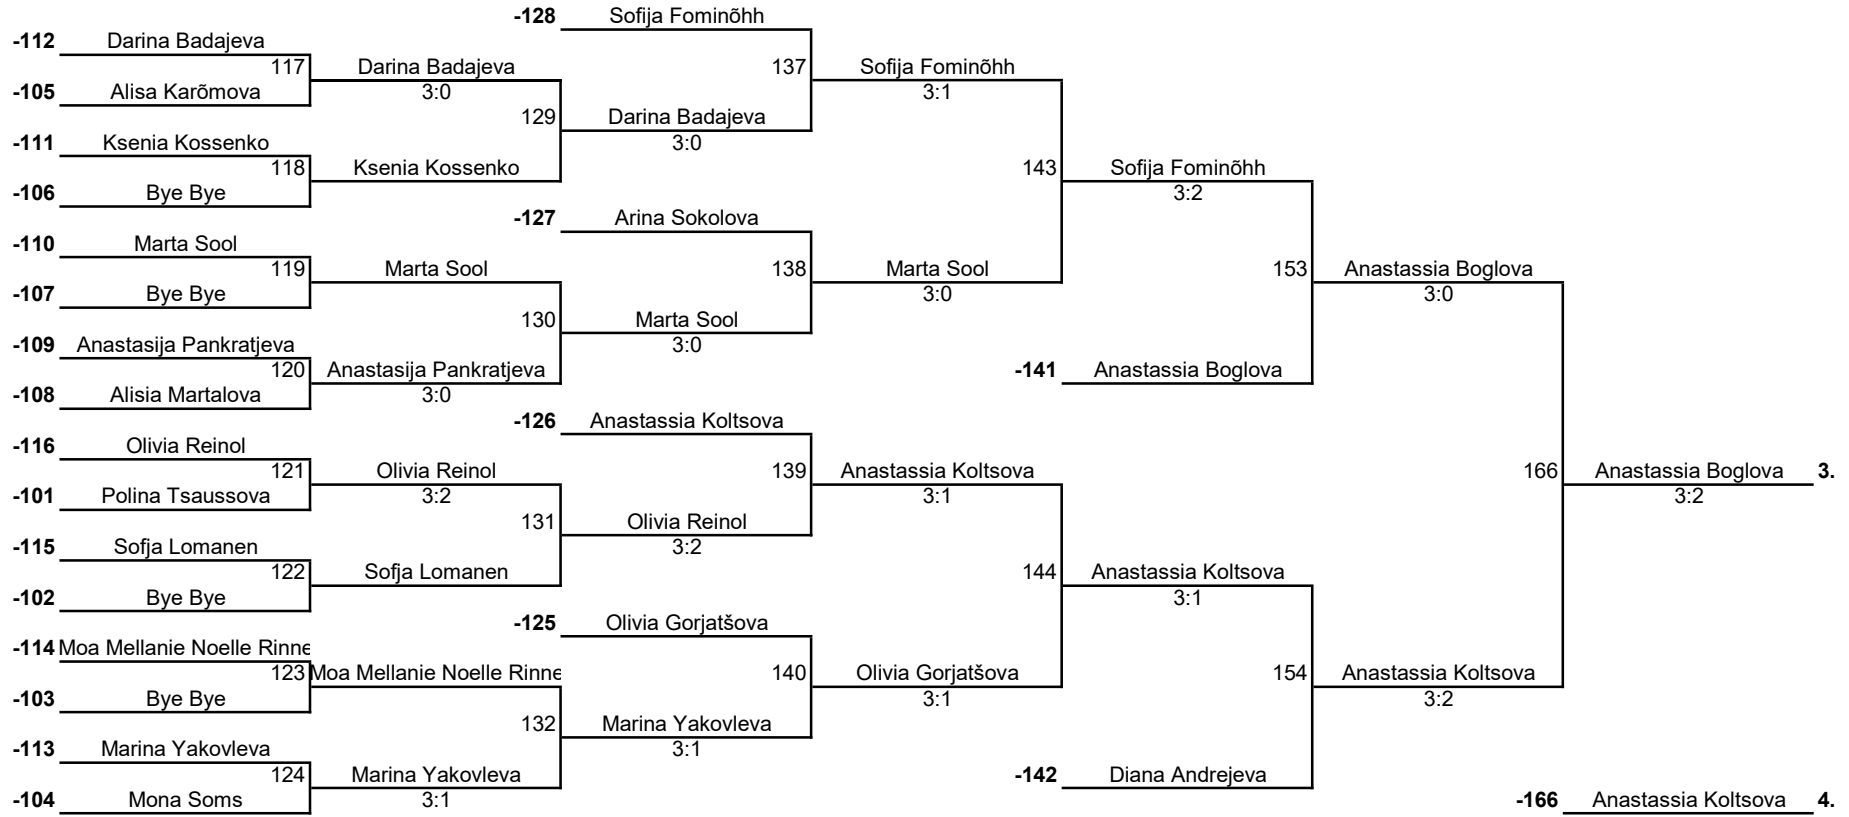 -128 Sofija Fominõhh
-112 Darina Badajeva
117 Darina Badajeva 137 Sofija Fominõhh
-105 Alisa Karõmova 3:0 3:1
129 Darina Badajeva
-111 Ksenia Kossenko 3:0
118 Ksenia Kossenko 143 Sofija Fominõhh
-106 Bye Bye 3:2
-127 Arina Sokolova
-110 Marta Sool
119 Marta Sool 138 Marta Sool 153 Anastassia Boglova
-107 Bye Bye 3:0 3:0
130 Marta Sool
-109 Anastasija Pankratjeva 3:0
120 Anastasija Pankratjeva -141 Anastassia Boglova
-108 Alisia Martalova 3:0
-126 Anastassia Koltsova
-116 Olivia Reinol
121 Olivia Reinol 139 Anastassia Koltsova 166 Anastassia Boglova 3.
-101 Polina Tsaussova 3:2 3:1 3:2
131 Olivia Reinol
-115 Sofja Lomanen 3:2
122 Sofja Lomanen 144 Anastassia Koltsova
-102 Bye Bye 3:1
-125 Olivia Gorjatšova
-114 Moa Mellanie Noelle Rinne
123 Moa Mellanie Noelle Rinne 140 Olivia Gorjatšova 154 Anastassia Koltsova
-103 Bye Bye 3:1 3:2
132 Marina Yakovleva
-113 Marina Yakovleva 3:1
124 Marina Yakovleva -142 Diana Andrejeva
-104 Mona Soms 3:1 -166 Anastassia Koltsova 4.